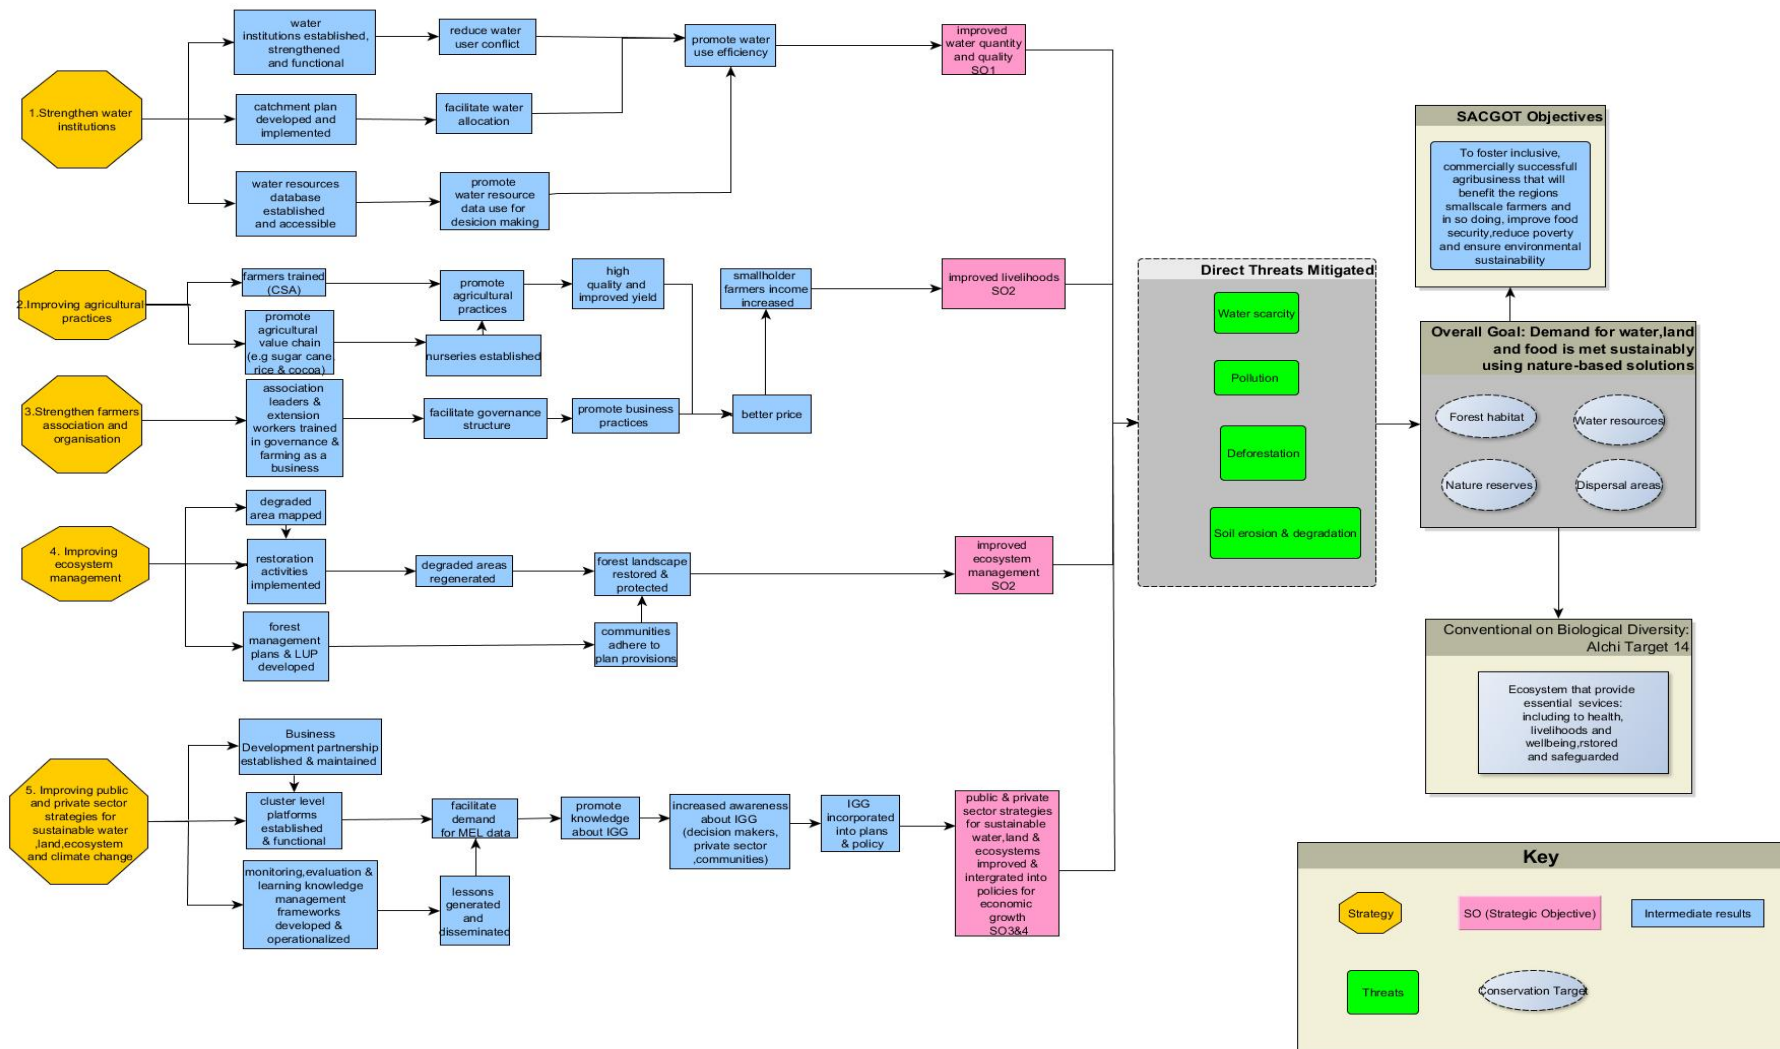 1.Strengthen water
institutions
water
institutions established,
strengthened
and functional
reduce water
user conflict
promote water
use efficiency
improved
water quantity
and quality
SO1
catchment plan
developed and
implemented
facilitate water
allocation
water resources
database
established
and accessible
promote
water resource
data use for
desicion making
2.Improving agricultural
practices
farmers trained
(CSA)
promote
agricultural
practices
high
quality and
improved yield
smallholder
farmers income
increased
improved livelihoods
SO2
promote
agricultural
value chain
(e.g sugar cane,
rice & cocoa)
nurseries established
3.Strengthen farmers
association and
organisation
association
leaders &
extension
workers trained
in governance &
farming as a
business
facilitate governance
structure
promote business
practices
better price
4. Improving
ecosystem
management
degraded
area mapped
restoration
activities
implemented
degraded areas
regenerated
forest landscape
restored &
protected
improved
ecosystem
management
SO2
forest
management
plans & LUP
developed
communities
adhere to
plan provisions
5. Improving public
and private sector
strategies for
sustainable water
,land,ecosystem
and climate change
Business
Development partnership
established & maintained
cluster level
platforms
established
& functional
facilitate
demand
for MEL data
promote
knowledge
about IGG
increased awareness
about IGG
(decision makers,
private sector
,communities)
IGG
incorporated
into plans
& policy
public & private
sector strategies
for sustainable
water,land &
ecosystems
improved &
intergrated into
policies for
economic
growth
SO3&4
monitoring,evaluation &
learning knowledge
management
frameworks
developed &
operationalized
lessons
generated
and
disseminated
Direct Threats Mitigated
Water scarcity
Pollution
Deforestation
Soil erosion & degradation
SACGOT Objectives
To foster inclusive,
commercially successfull
agribusiness that will
benefit the regions
smallscale farmers and
in so doing, improve food
security,reduce poverty
and ensure environmental
sustainability
Overall Goal: Demand for water,land
and food is met sustainably
using nature-based solutions
Forest habitat
Water resources
Nature reserves
Dispersal areas
Conventional on Biological Diversity:
Alchi Target 14
Ecosystem that provide
essential sevices:
including to health,
livelihoods and
wellbeing,rstored
and safeguarded
Key
Strategy
SO (Strategic Objective)
Intermediate results
Threats
Conservation Target